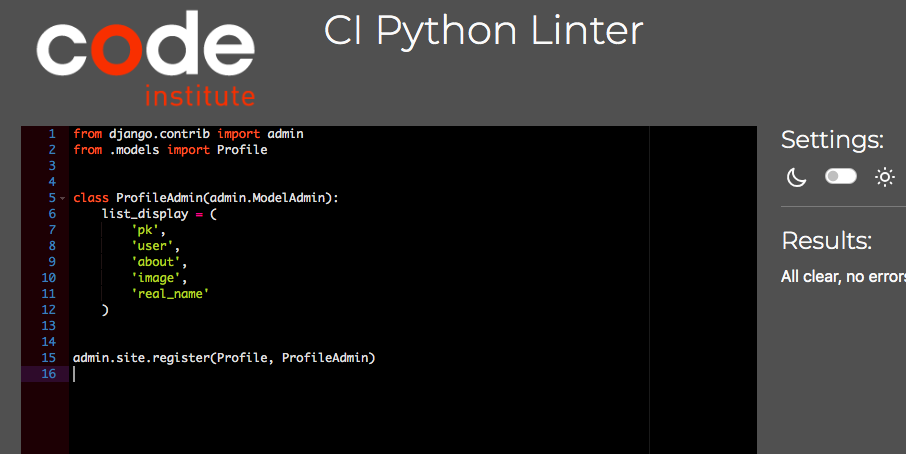 code
institute
CI Python Linter
1 from django.contrib import admin
2 from .models import Profile
3
4
5 class ProfileAdmin(admin.ModelAdmin):
6     list_display = (
7         'pk',
8         'user',
9         'about',
10         'image',
11         'real_name'
12     )
13
14
15 admin.site.register(Profile, ProfileAdmin)
16
Settings:
Results:
All clear, no errors